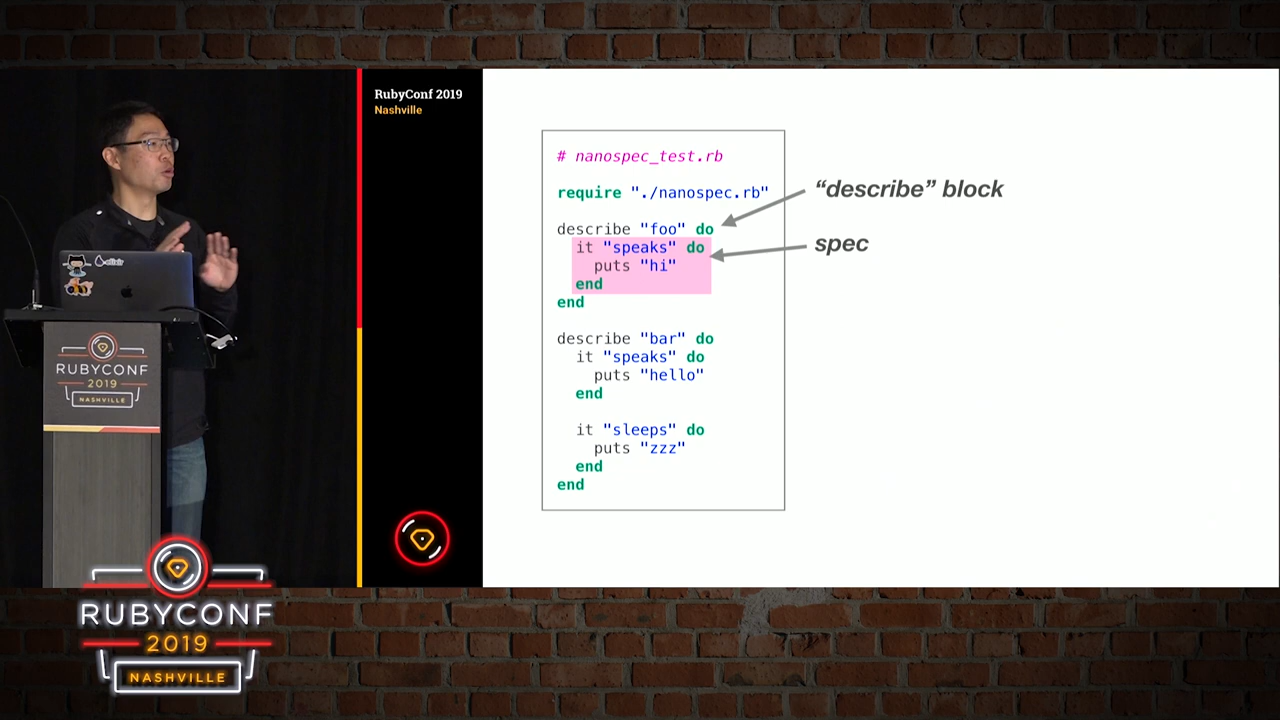 RubyConf 2019
Nashville
# nanospec_test.rb
require "./nanospec.rb"
describe "foo" do
it "speaks" do
puts "hi"
end
end
describe "bar" do
it "speaks" do
puts "hello"
end
it "sleeps" do
puts "zzz"
end
end
“describe” block
spec
elixir
RUBYCONF
2019
NASHVILLE
RUBYCONF
2019
NASHVILLE